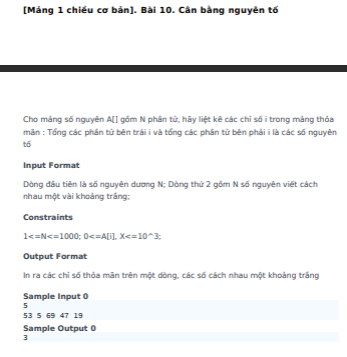 [Mảng 1 chiều cơ bản]. Bài 10. Cân bằng nguyên tố
Cho mảng số nguyên A[] gồm N phần tử, hãy liệt kê các chỉ số i trong mảng thỏa
mãn : Tổng các phần tử bên trái i và tổng các phần tử bên phải i là các số nguyên
tố
Input Format
Dòng đầu tiên là số nguyên dương N; Dòng thứ 2 gồm N số nguyên viết cách
nhau một vài khoảng trắng;
Constraints
1<=N<=1000; 0<=A[i], X<=10^3;
Output Format
In ra các chỉ số thỏa mãn trên một dòng, các số cách nhau một khoảng trắng
Sample Input 0
5
53 5 69 47 19
Sample Output 0
3